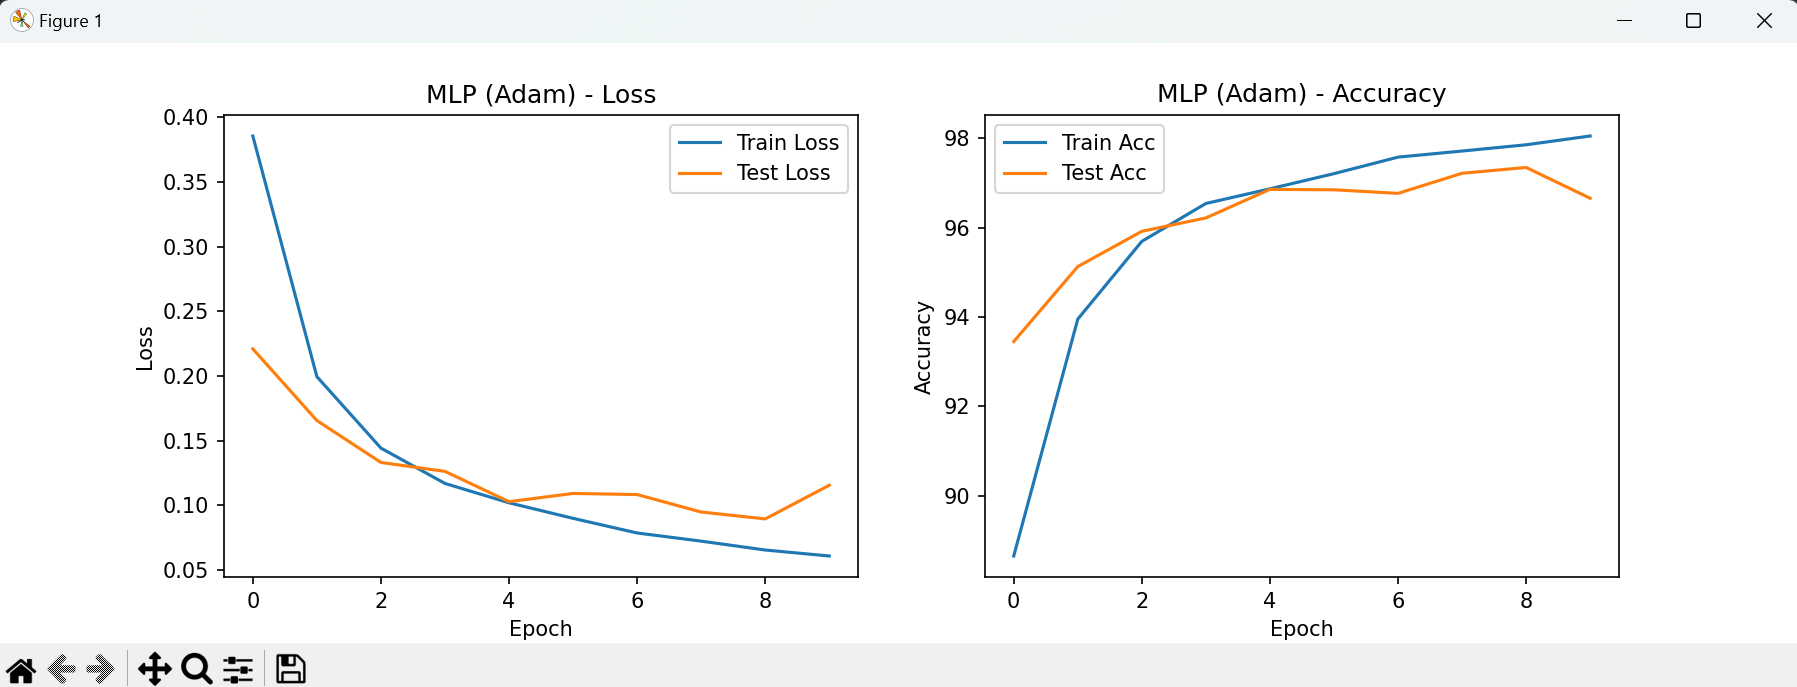 Figure 1
MLP (Adam) - Loss
0.40
0.35
0.30
0.25
0.20
0.15
0.10
0.05
Loss
Train Loss
Test Loss
0 2 4 6 8
Epoch
MLP (Adam) - Accuracy
98
96
94
92
90
Accuracy
Train Acc
Test Acc
0 2 4 6 8
Epoch